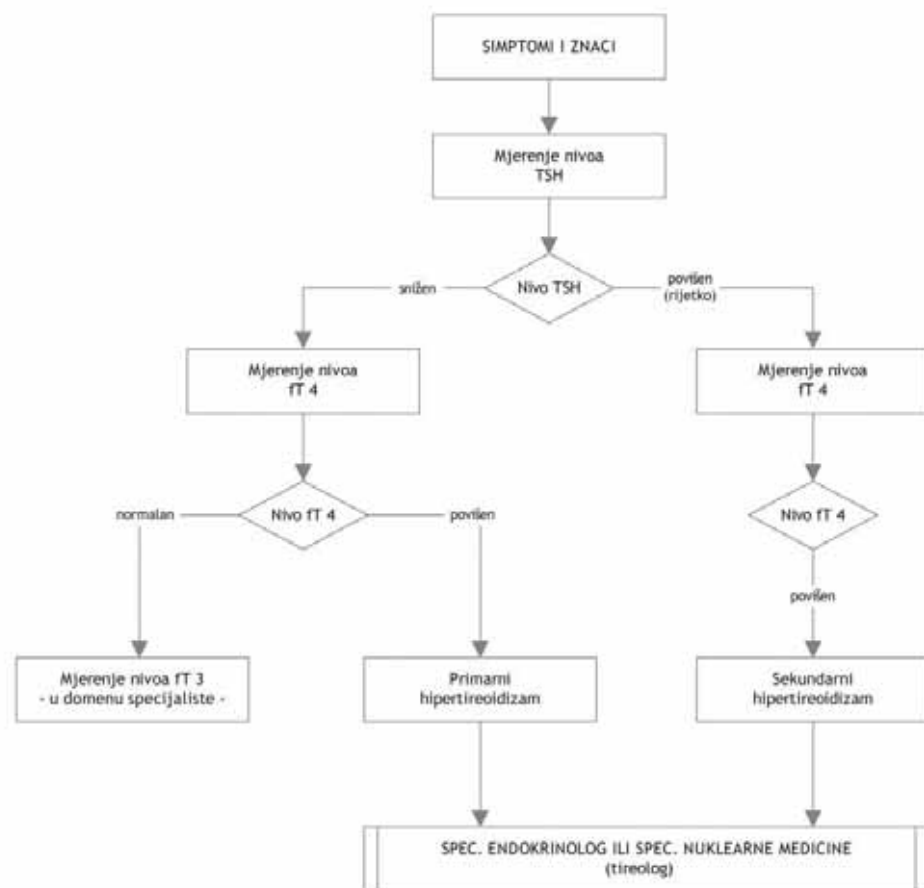 SIMPTOMI I ZNACI
Mjerenje nivoa
TSH
Nivo TSH
snižen
povišen
(rijetko)
Mjerenje nivoa
fT 4
Mjerenje nivoa
fT 4
Nivo fT 4
normalan
povišen
Nivo fT 4
povišen
Mjerenje nivoa fT 3
- u domenu specijaliste -
Primarni
hipertireoidizam
Sekundarni
hipertireoidizam
SPEC. ENDOKRINOLOG ILI SPEC. NUKLEARNE MEDICINE
(tireolog)